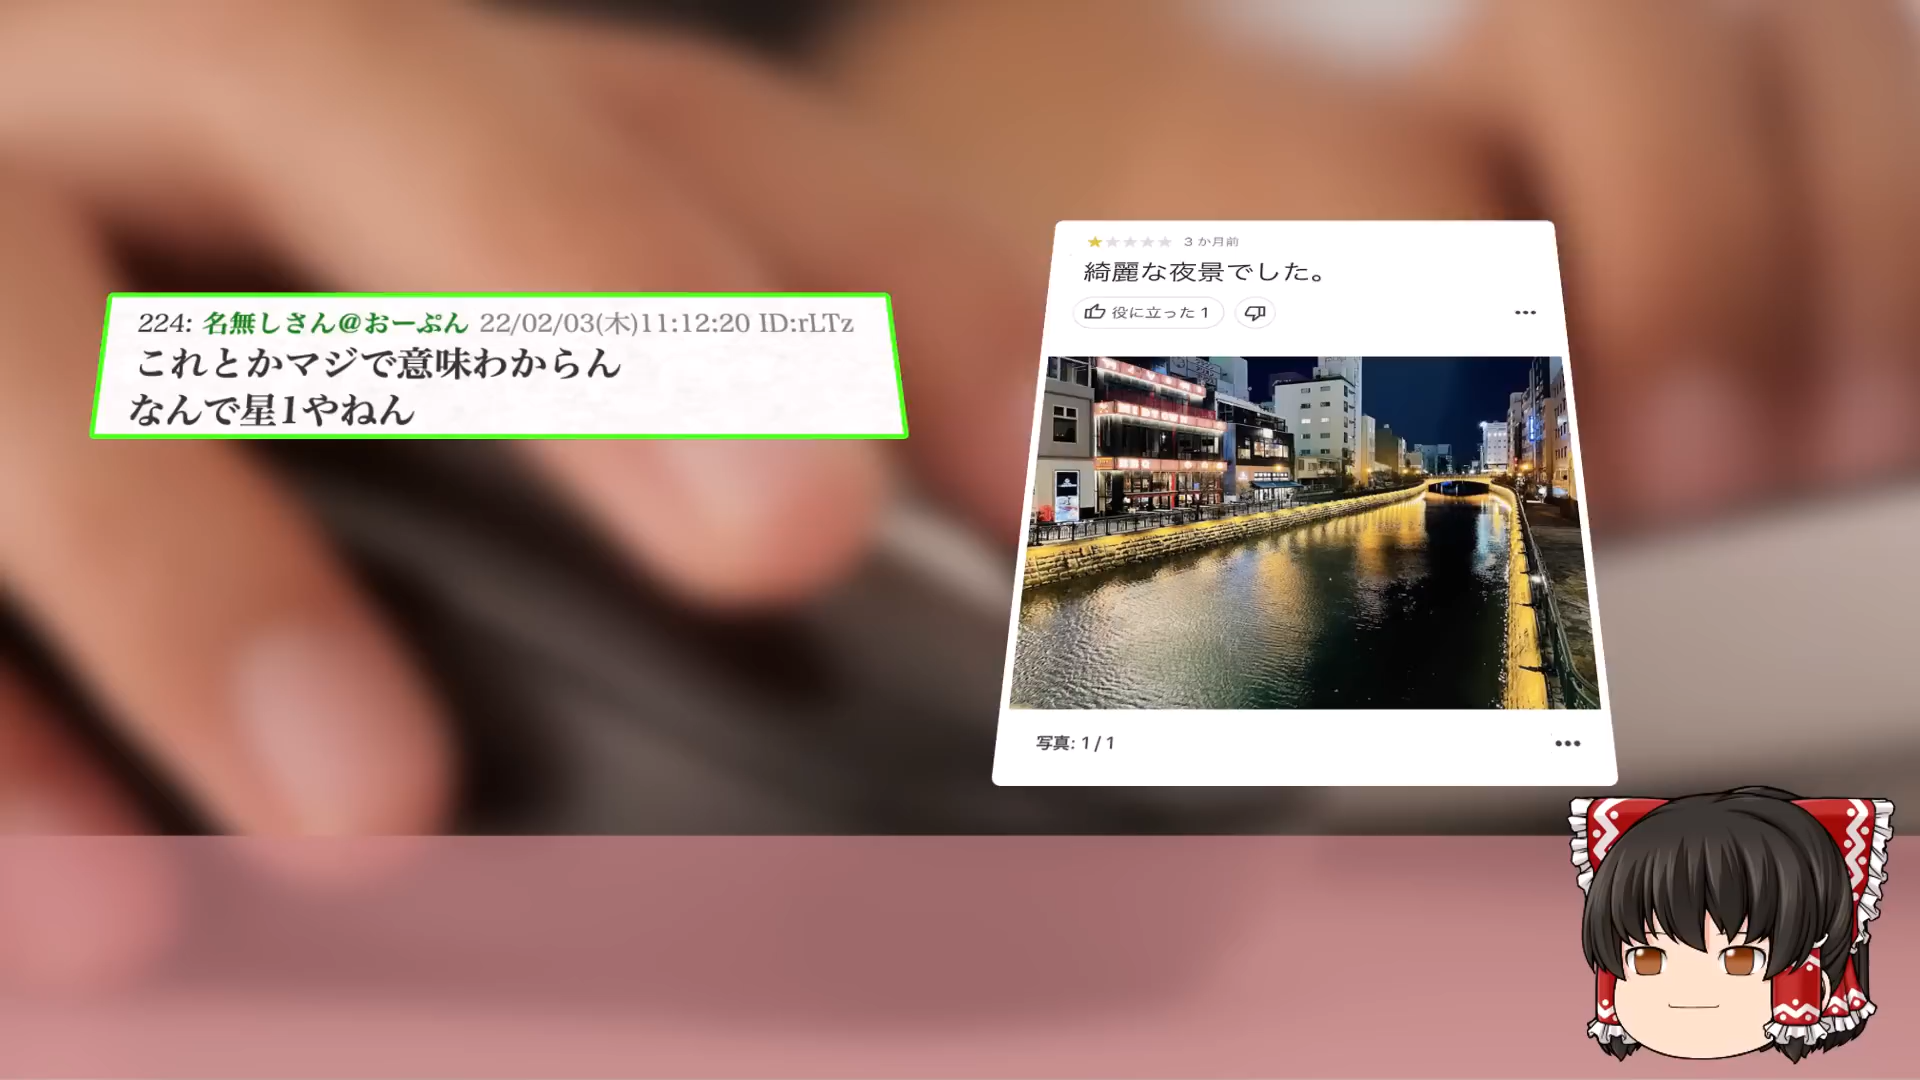 224: 名無しさん@おーぷん 22/02/03(木)11:12:20 ID:rLTz
これとかマジで意味わからん
なんで星1やねん
3 か月前
綺麗な夜景でした。
役に立った 1
写真: 1 / 1